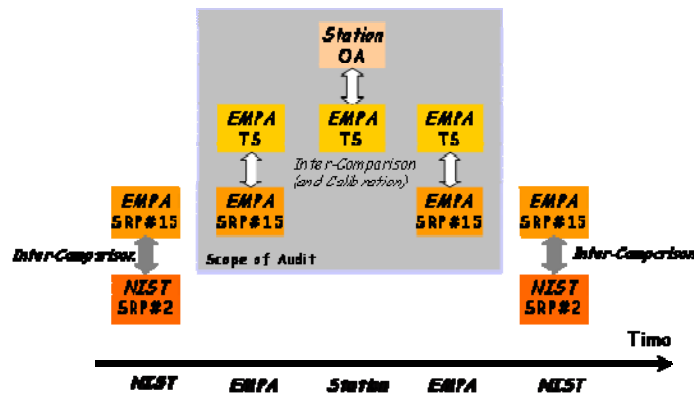 Station
OA
EMPA
TS
EMPA
TS
EMPA
TS
Inter-Comparison
(and Calibration)
EMPA
SRP#15
EMPA
SRP#15
EMPA
SRP#15
EMPA
SRP#15
Inter-Comparison
Inter-Comparison
Scope of Audit
NIST
SRP#2
NIST
SRP#2
Time
NIST
EMPA
Station
EMPA
NIST